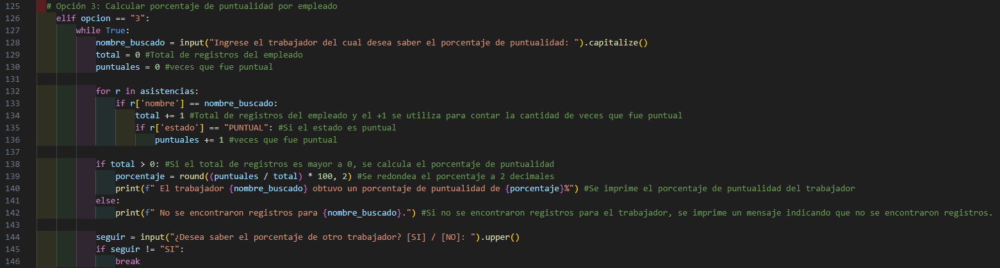 125 # Opción 3: Calcular porcentaje de puntualidad por empleado
126 elif opcion == "3":
127 while True:
128 nombre_buscado = input("Ingrese el trabajador del cual desea saber el porcentaje de puntualidad: ").capitalize()
129 total = 0 #Total de registros del empleado
130 puntuales = 0 #veces que fue puntual
131
132 for r in asistencias:
133 if r['nombre'] == nombre_buscado:
134 total += 1 #Total de registros del empleado y el +1 se utiliza para contar la cantidad de veces que fue puntual
135 if r['estado'] == "PUNTUAL": #Si el estado es puntual
136 puntuales += 1 #veces que fue puntual
137
138 if total > 0: #Si el total de registros es mayor a 0, se calcula el porcentaje de puntualidad
139 porcentaje = round((puntuales / total) * 100, 2) #Se redondea el porcentaje a 2 decimales
140 print(f" El trabajador {nombre_buscado} obtuvo un porcentaje de puntualidad de {porcentaje}%") #Se imprime el porcentaje de puntualidad del trabajador
141 else:
142 print(f" No se encontraron registros para {nombre_buscado}.") #Si no se encontraron registros para el trabajador, se imprime un mensaje indicando que no se encontraron registros.
143
144 seguir = input("¿Desea saber el porcentaje de otro trabajador? [SI] / [NO]: ").upper()
145 if seguir != "SI":
146 break